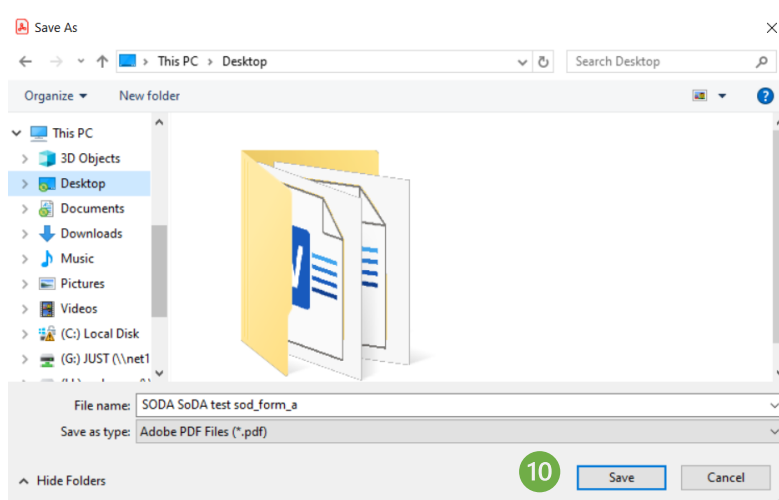 Save As
This PC > Desktop
Search Desktop
Organize
New folder
This PC
3D Objects
Desktop
Documents
Downloads
Music
Pictures
Videos
(C:) Local Disk
(G:) JUST (\\net1
File name: SODA SoDA test sod_form_a
Save as type: Adobe PDF Files (*.pdf)
Hide Folders
10
Save
Cancel